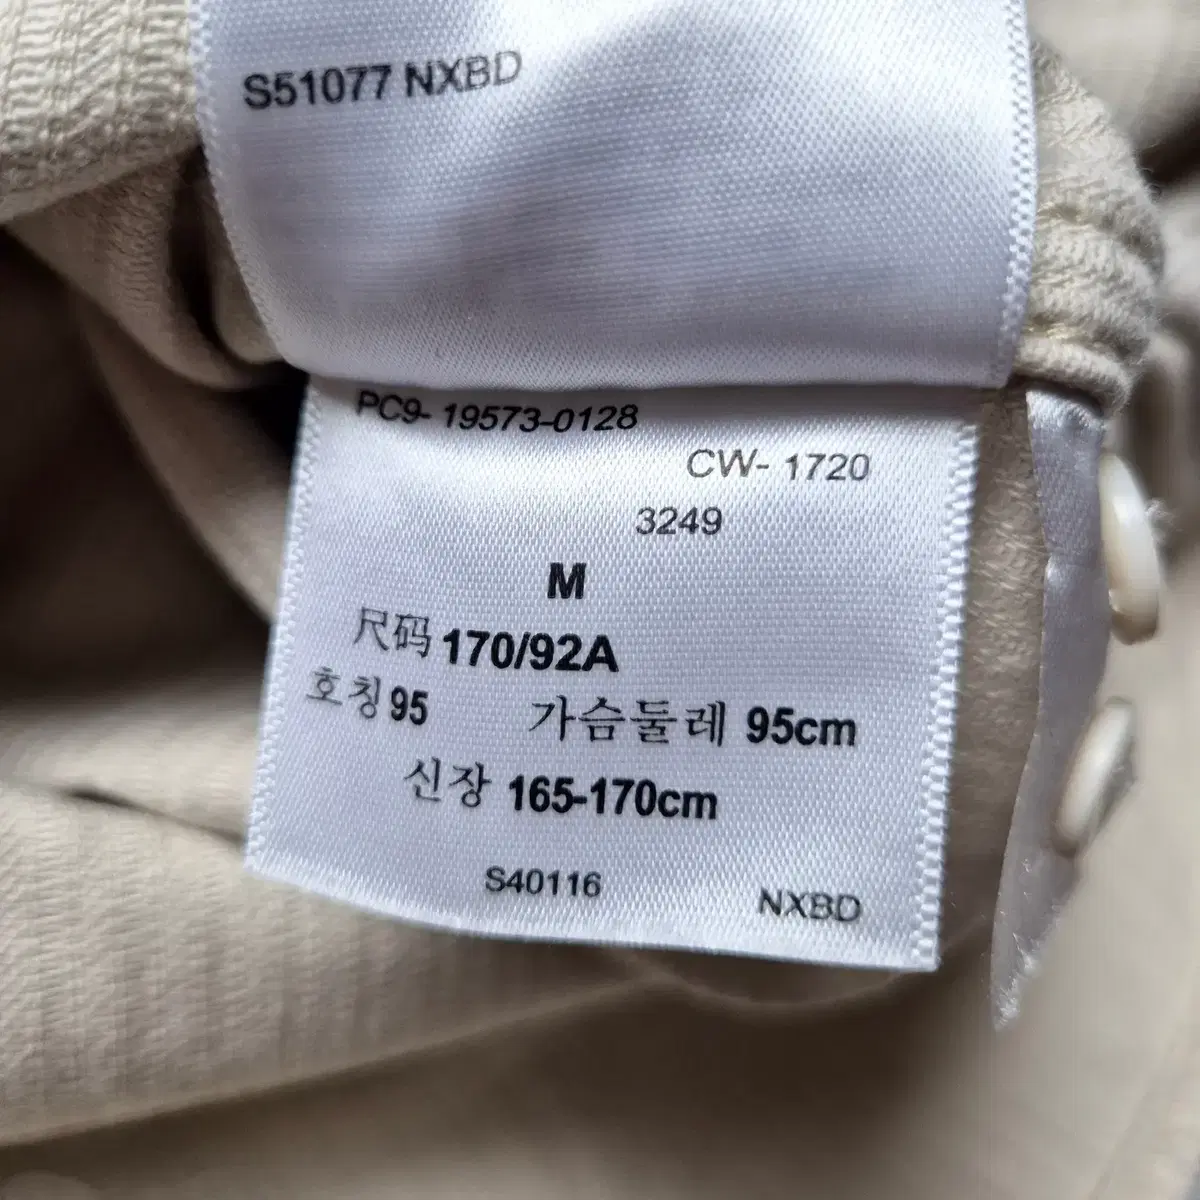 S51077 NXBD
PC9- 19573-0128
CW- 1720
3249
M
尺码 170/92A
호칭 95 가슴둘레 95cm
신장 165-170cm
S40116 NXBD